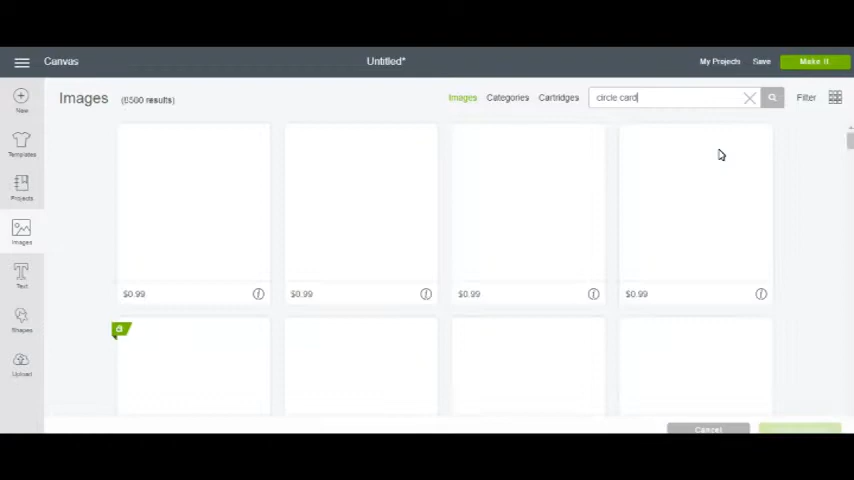 Canvas
Untitled*
My Projects
Save
Make It
New
Templates
Projects
Images
Text
Shapes
Upload
Images (8500 results)
Images
Categories
Cartridges
circle card
Filter
$0.99
$0.99
$0.99
$0.99
Cancel